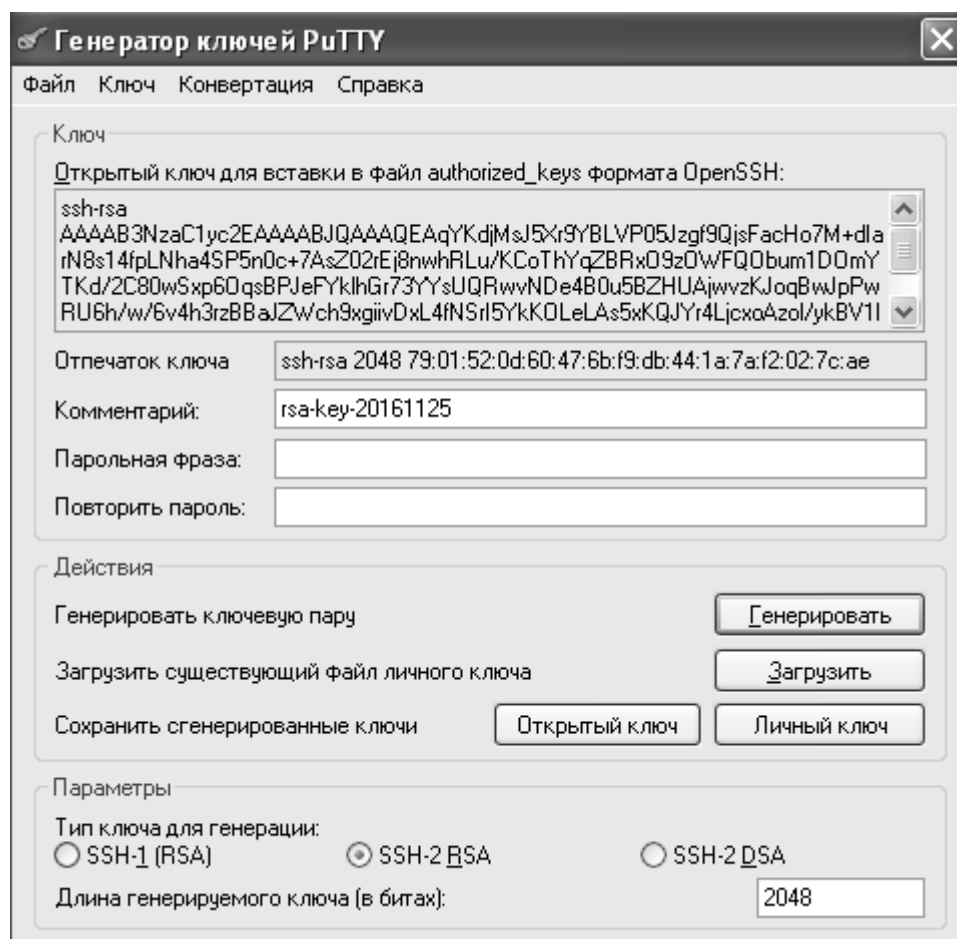 Генератор ключей PuTTY
Файл Ключ Конвертация Справка
Ключ
Открытый ключ для вставки в файл authorized_keys формата OpenSSH:
ssh-rsa
AAAAB3NzaC1yc2EAAAABJQAAAQEAqYKdjMsJ5Xr9YBLVP05Jzgf9QjsFacHo7M+dIa
rN8s14fpLNha4SP5n0c+7AsZ02rEj8nwhRLu/KCoThYqZBRxO9zOWFQObum1DOmY
TKd/2C80wSxp6OqsBPJeFYklhGr73YYsUQRwvNDe4B0u5BZHUAjwvzKJoqBwJpPw
RU6h/w/6v4h3rzBBaJZWch9xgiivDxL4fNSrI5YkKOLeLAs5xKQJYr4LjcxoAzol/ykBV1l
Отпечаток ключа ssh-rsa 2048 79:01:52:0d:60:47:6b:f9:db:44:1a:7a:f2:02:7c:ae
Комментарий: rsa-key-20161125
Парольная фраза:
Повторить пароль:
Действия
Генерировать ключевую пару Генерировать
Загрузить существующий файл личного ключа Загрузить
Сохранить сгенерированные ключи Открытый ключ Личный ключ
Параметры
Тип ключа для генерации:
SSH-1 (RSA) SSH-2 RSA SSH-2 DSA
Длина генерируемого ключа (в битах): 2048